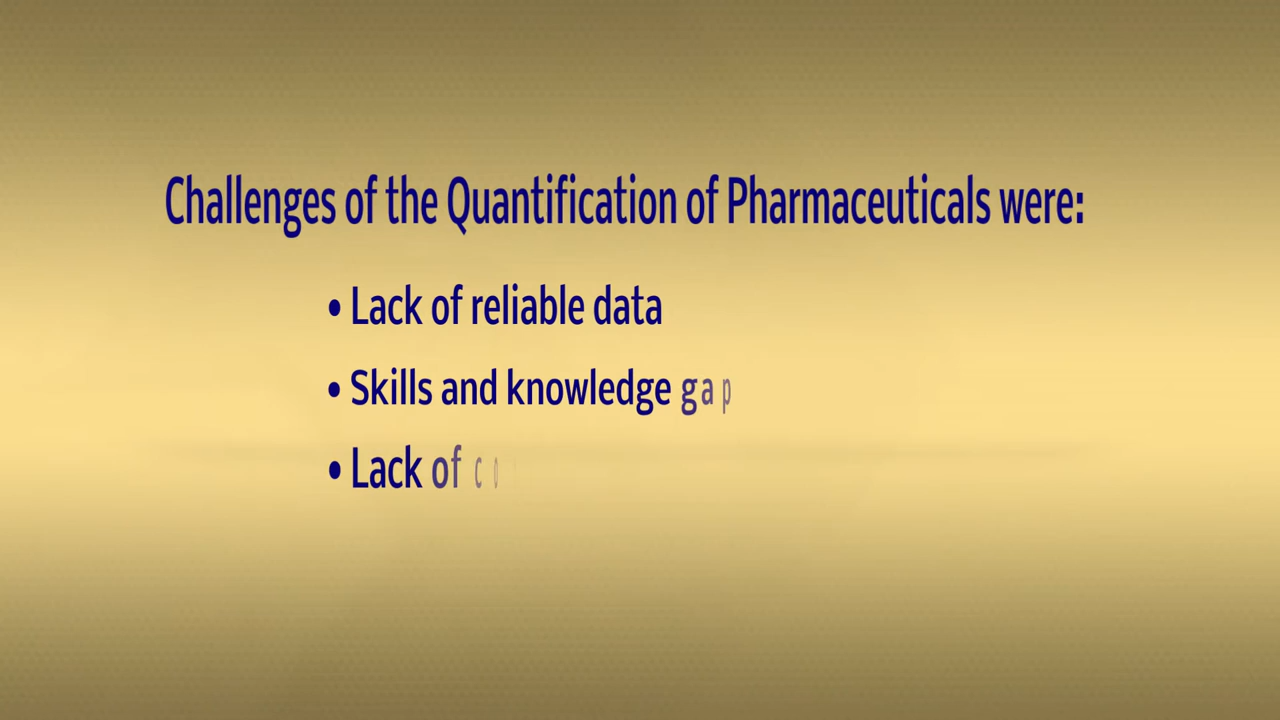 Challenges of the Quantification of Pharmaceuticals were:
• Lack of reliable data
• Skills and knowledge gap
• Lack of